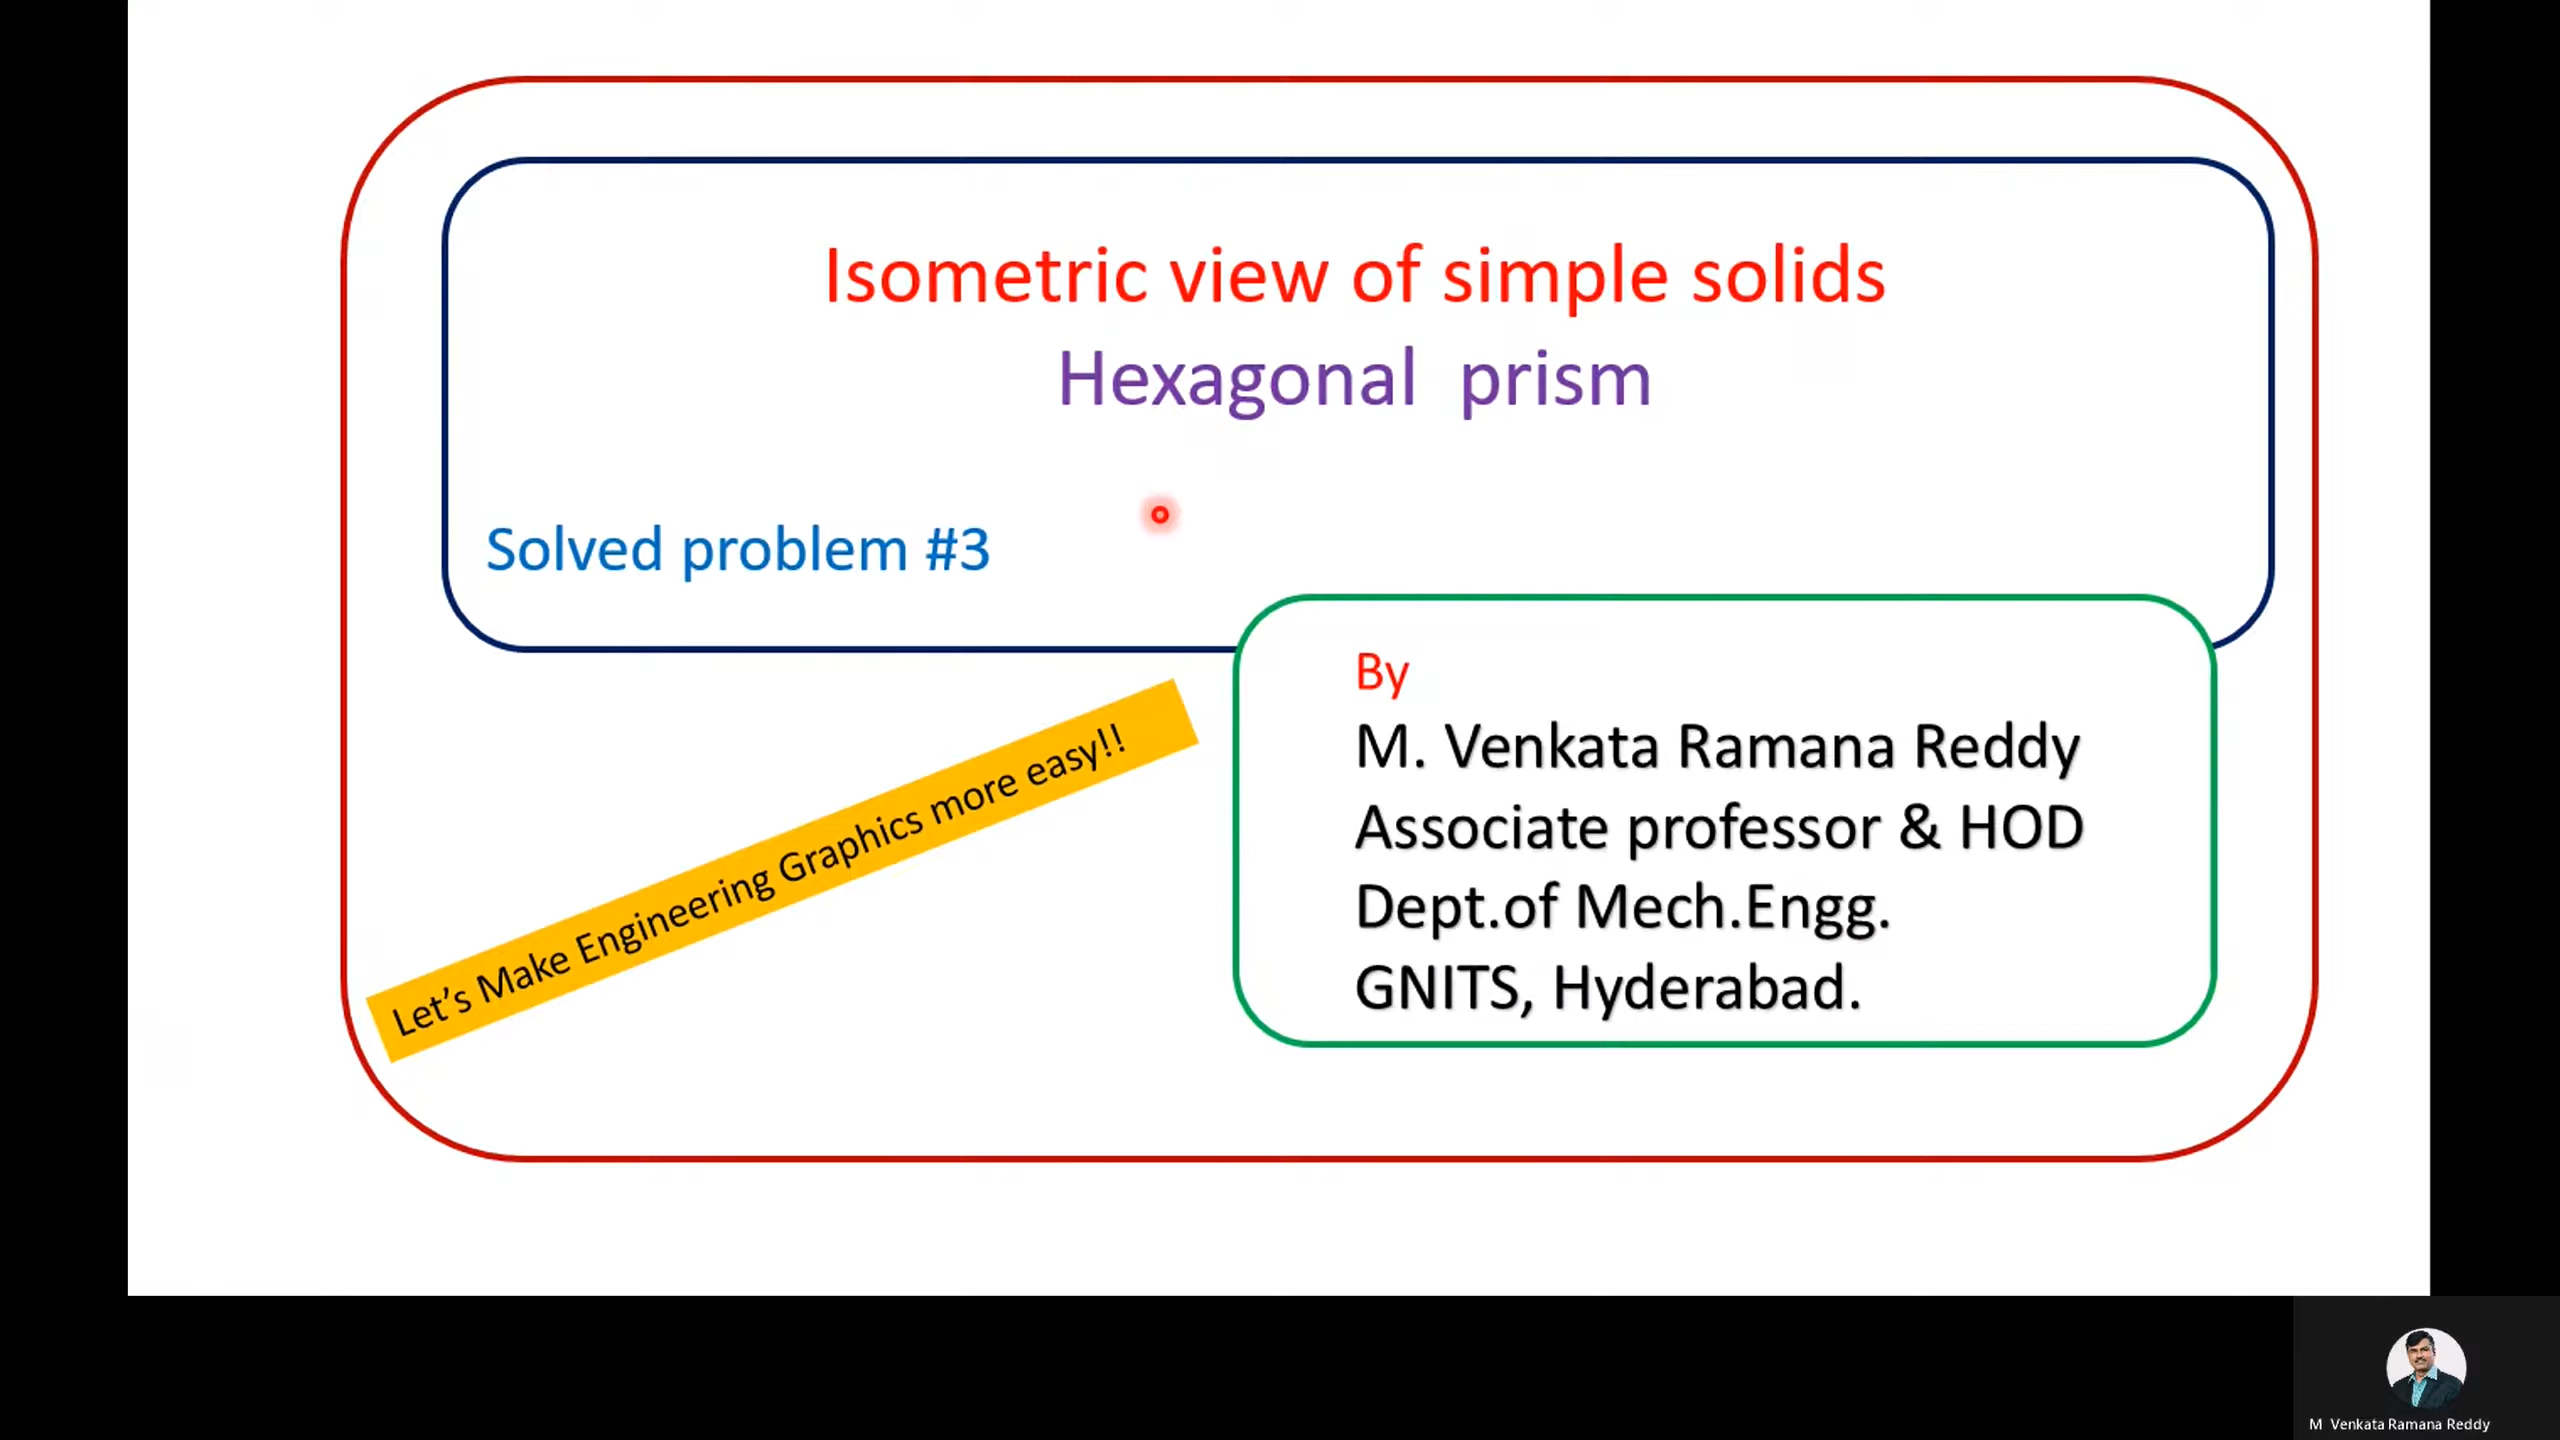 Isometric view of simple solids
Hexagonal prism
Solved problem #3
By
M. Venkata Ramana Reddy
Associate professor & HOD
Dept.of Mech.Engg.
GNITS, Hyderabad.
Let's Make Engineering Graphics more easy!!
M Venkata Ramana Reddy